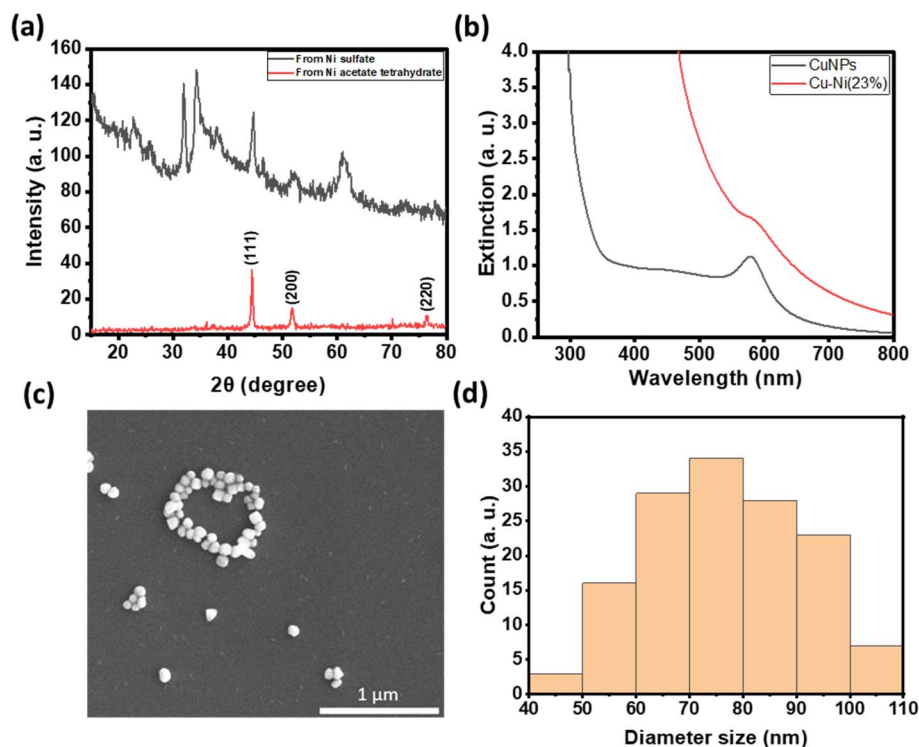 (a)
160
140
120
100
80
60
40
20
0
Intensity (a. u.)
From Ni sulfate
From Ni acetate tetrahydrate
(111)
(200)
(220)
20 30 40 50 60 70 80
2θ (degree)
(b)
4.0
3.5
3.0
2.5
2.0
1.5
1.0
0.5
0.0
Extinction (a. u.)
CuNPs
Cu-Ni(23%)
300 400 500 600 700 800
Wavelength (nm)
(c)
1 µm
(d)
40
35
30
25
20
15
10
5
0
Count (a. u.)
40 50 60 70 80 90 100 110
Diameter size (nm)